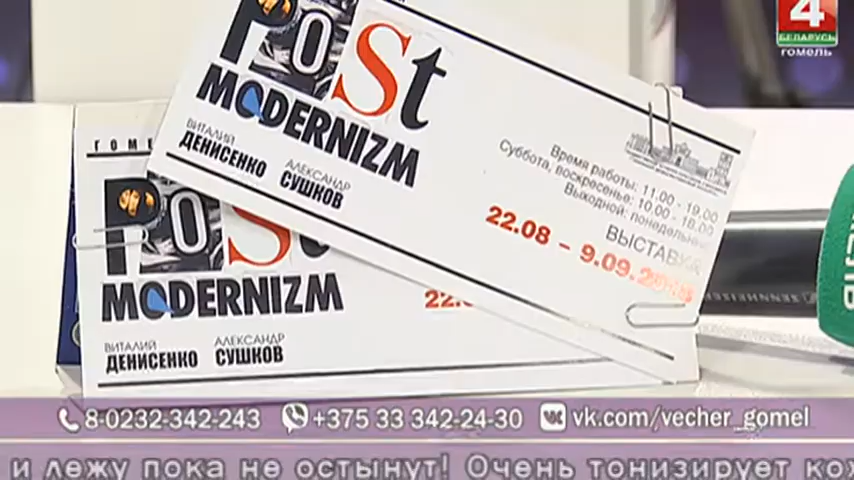 4
БЕЛАРУСЬ
ГОМЕЛЬ
POSt
MODERNIZM
ВИТАЛИЙ
ДЕНИСЕНКО
АЛЕКСАНДР
СУШКОВ
Время работы: 11.00 - 19.00
Суббота, воскресенье: 10.00 - 18.00
Выходной: понедельник
ВЫСТАВКА
22.08 – 9.09.
ГОМЕ
POSt
MODERNIZM
22.
ВИТАЛИЙ
ДЕНИСЕНКО
АЛЕКСАНДР
СУШКОВ
SENNHEISER
8-0232-342-243
+375 33 342-24-30
vk.com/vecher_gomel
и лежу пока не остынут! Очень тонизирует кож